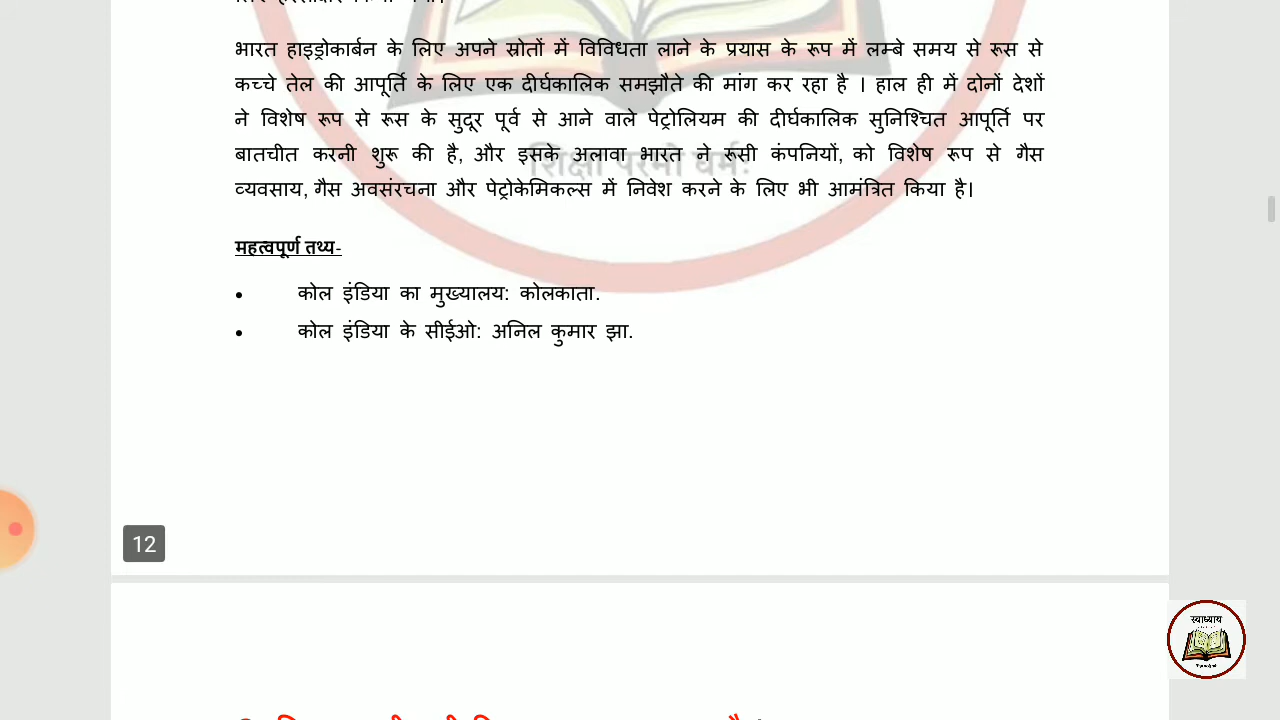 भारत हाइड्रोकार्बन के लिए अपने स्रोतों में विविधता लाने के प्रयास के रूप में लम्बे समय से रूस से
कच्चे तेल की आपूर्ति के लिए एक दीर्घकालिक समझौते की मांग कर रहा है । हाल ही में दोनों देशों
ने विशेष रूप से रूस के सुदूर पूर्व से आने वाले पेट्रोलियम की दीर्घकालिक सुनिश्चित आपूर्ति पर
बातचीत करनी शुरू की है, और इसके अलावा भारत ने रूसी कंपनियों, को विशेष रूप से गैस
शिक्षा परमो धर्मः
व्यवसाय, गैस अवसंरचना और पेट्रोकेमिकल्स में निवेश करने के लिए भी आमंत्रित किया है।
महत्वपूर्ण तथ्य-
• कोल इंडिया का मुख्यालय: कोलकाता.
• कोल इंडिया के सीईओ: अनिल कुमार झा.
12
स्वाध्याय